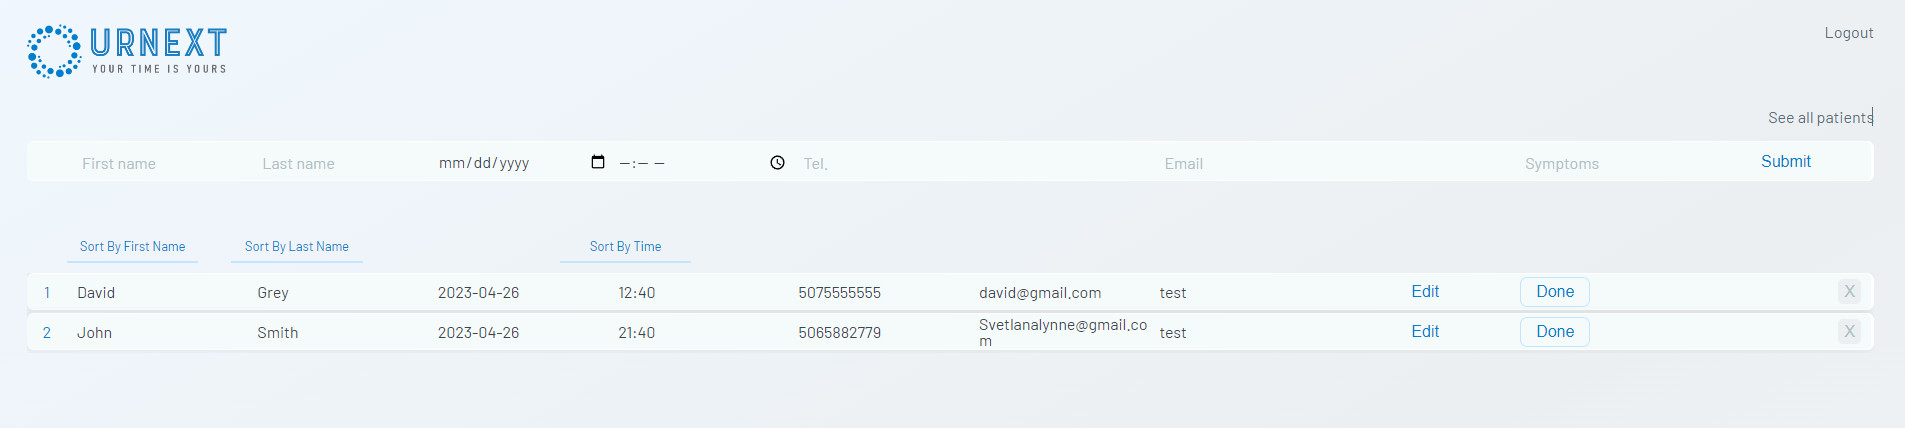 URNEXT
YOUR TIME IS YOURS
Logout
See all patients
First name Last name mm/dd/yyyy --:-- -- Tel. Email Symptoms Submit
Sort By First Name Sort By Last Name Sort By Time
1 David Grey 2023-04-26 12:40 5075555555 david@gmail.com test Edit Done X
2 John Smith 2023-04-26 21:40 5065882779 Svetlanalynne@gmail.co test Edit Done X
m